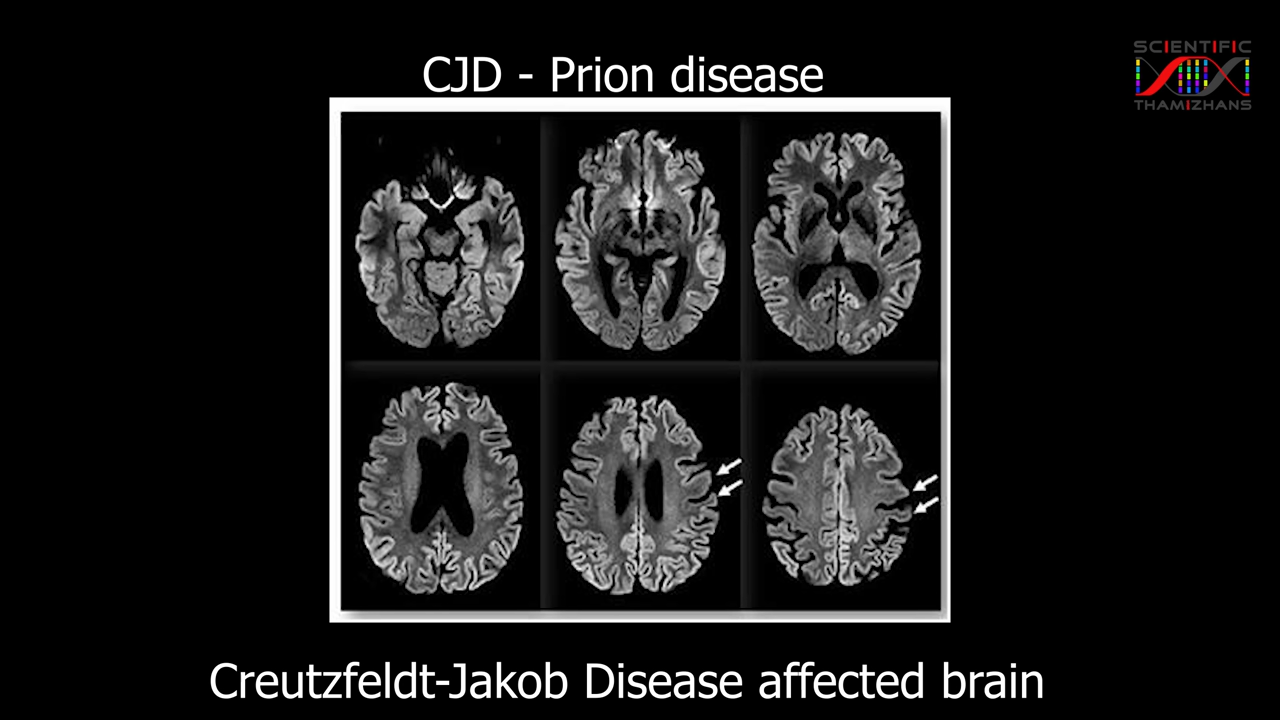 CJD - Prion disease
SCIENTIFIC
THAMIZHANS
Creutzfeldt-Jakob Disease affected brain